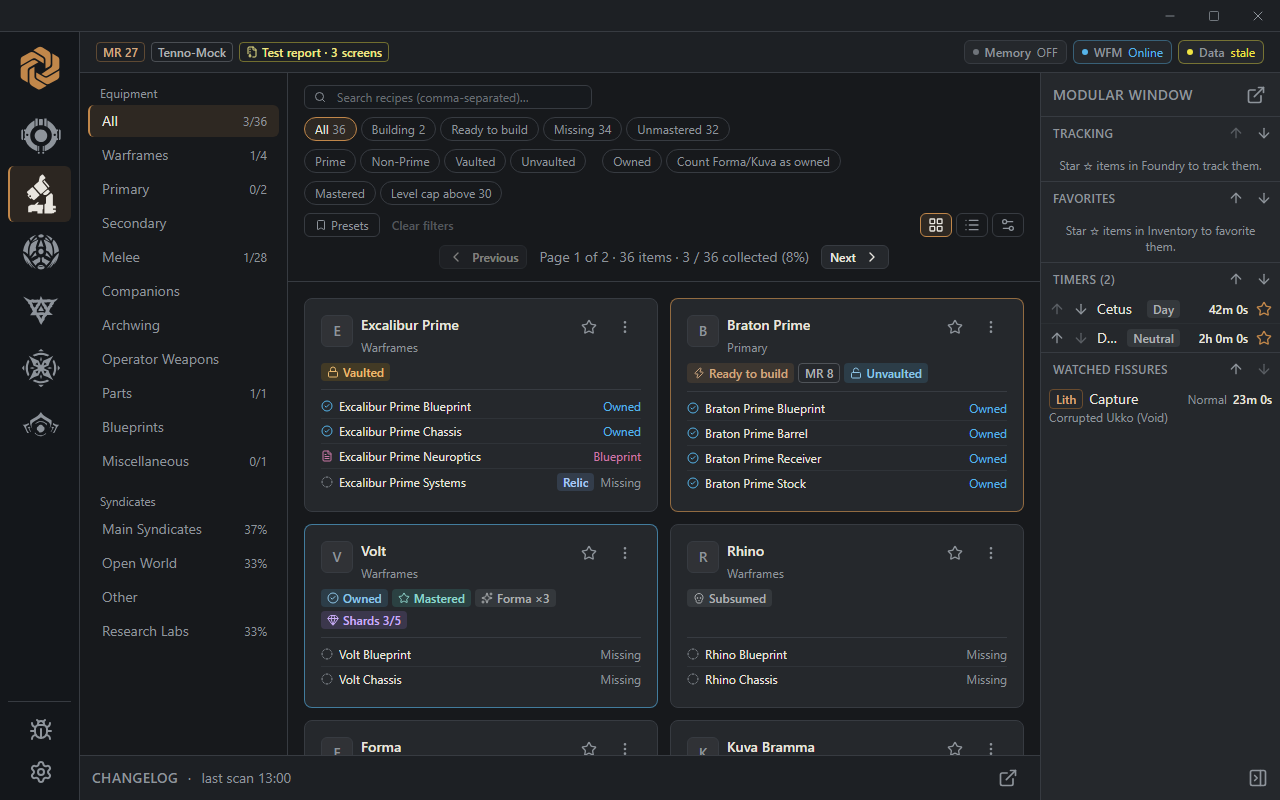 MR 27
Tenno-Mock
Test report · 3 screens
Memory OFF
WFM Online
Data stale
Equipment
All 3/36
Warframes 1/4
Primary 0/2
Secondary
Melee 1/28
Companions
Archwing
Operator Weapons
Parts 1/1
Blueprints
Miscellaneous 0/1
Syndicates
Main Syndicates 37%
Open World 33%
Other
Research Labs 33%
Search recipes (comma-separated)...
All 36
Building 2
Ready to build
Missing 34
Unmastered 32
Prime
Non-Prime
Vaulted
Unvaulted
Owned
Count Forma/Kuva as owned
Mastered
Level cap above 30
Presets
Clear filters
Previous
Page 1 of 2 · 36 items · 3 / 36 collected (8%)
Next
E
Excalibur Prime
Warframes
Vaulted
Excalibur Prime Blueprint Owned
Excalibur Prime Chassis Owned
Excalibur Prime Neuroptics Blueprint
Excalibur Prime Systems Relic Missing
B
Braton Prime
Primary
Ready to build
MR 8
Unvaulted
Braton Prime Blueprint Owned
Braton Prime Barrel Owned
Braton Prime Receiver Owned
Braton Prime Stock Owned
V
Volt
Warframes
Owned
Mastered
Forma ×3
Shards 3/5
Volt Blueprint Missing
Volt Chassis Missing
R
Rhino
Warframes
Subsumed
Rhino Blueprint Missing
Rhino Chassis Missing
F
Forma
K
Kuva Bramma
MODULAR WINDOW
TRACKING
Star ☆ items in Foundry to track them.
FAVORITES
Star ☆ items in Inventory to favorite
them.
TIMERS (2)
Cetus Day 42m 0s
D... Neutral 2h 0m 0s
WATCHED FISSURES
Lith Capture Normal 23m 0s
Corrupted Ukko (Void)
CHANGELOG · last scan 13:00